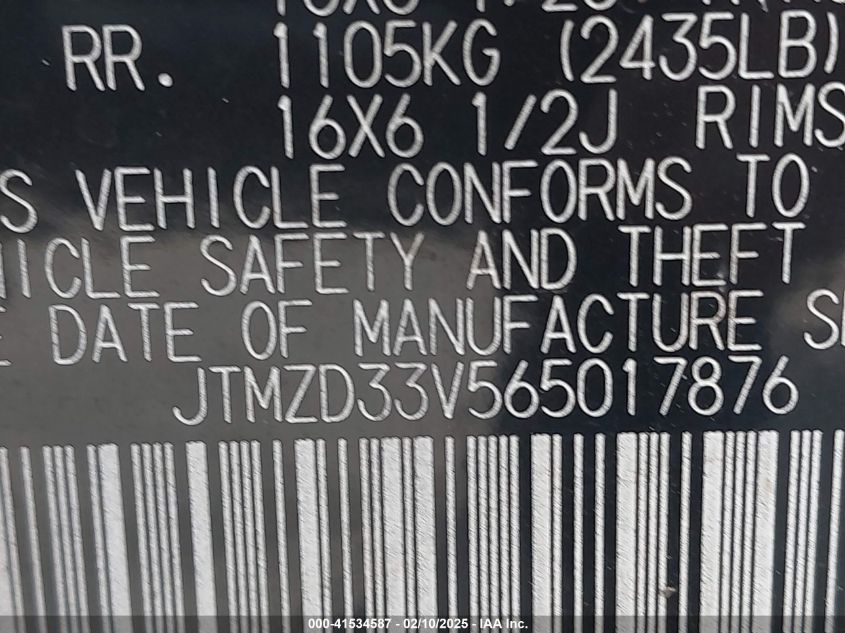 RR. 1105KG (2435LB)
16X6 1/2J RIMS
S VEHICLE CONFORMS TO
HICLE SAFETY AND THEFT
E DATE OF MANUFACTURE
JTMZD33V565017876
000-41534587 - 02/10/2025 - IAA, Inc.